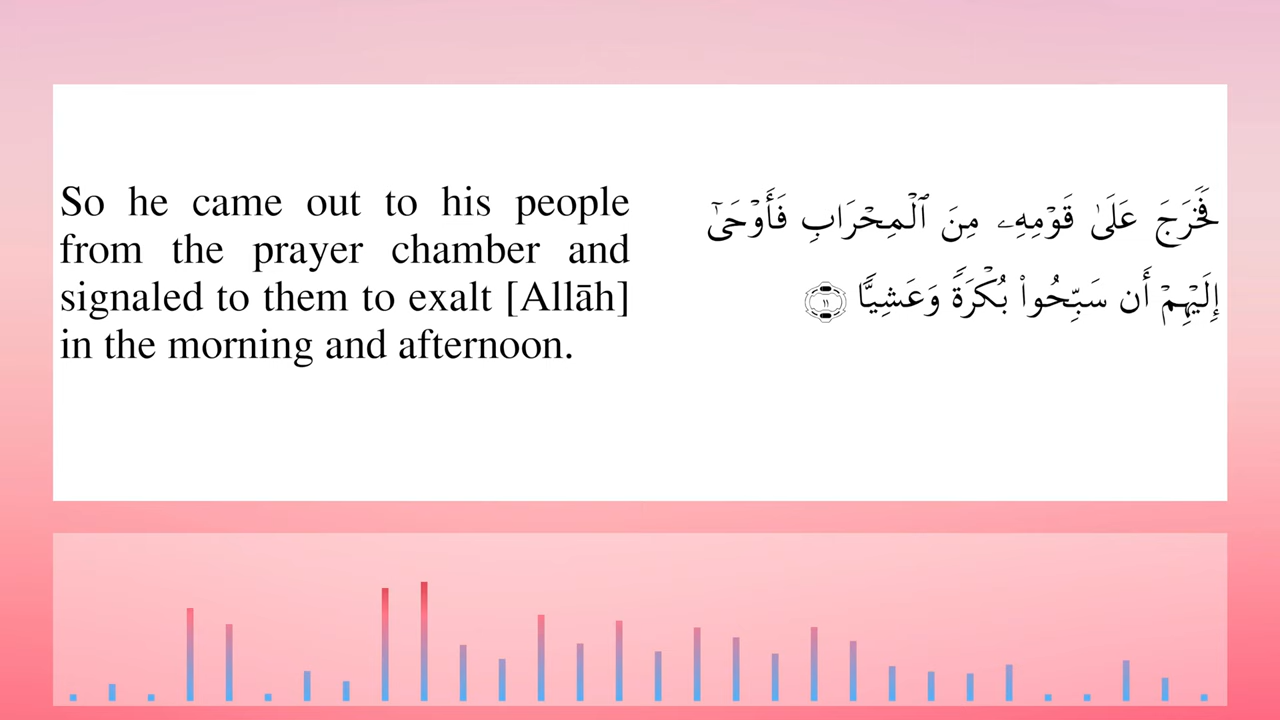 So he came out to his people
from the prayer chamber and
signaled to them to exalt [Allāh]
in the morning and afternoon.
فَخَرَجَ عَلَىٰ قَوْمِهِۦ مِنَ ٱلْمِحْرَابِ فَأَوْحَىٰٓ
إِلَيْهِمْ أَن سَبِّحُوا۟ بُكْرَةً وَعَشِيًّا ١١